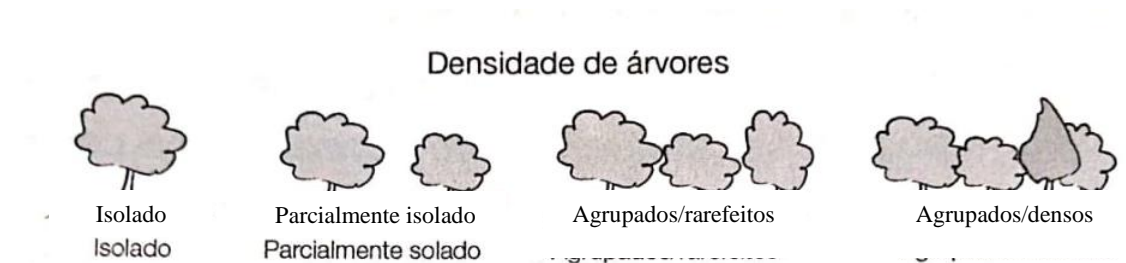 Densidade de árvores
Isolado Parcialmente isolado Agrupados/rarefeitos Agrupados/densos
Isolado Parcialmente solado